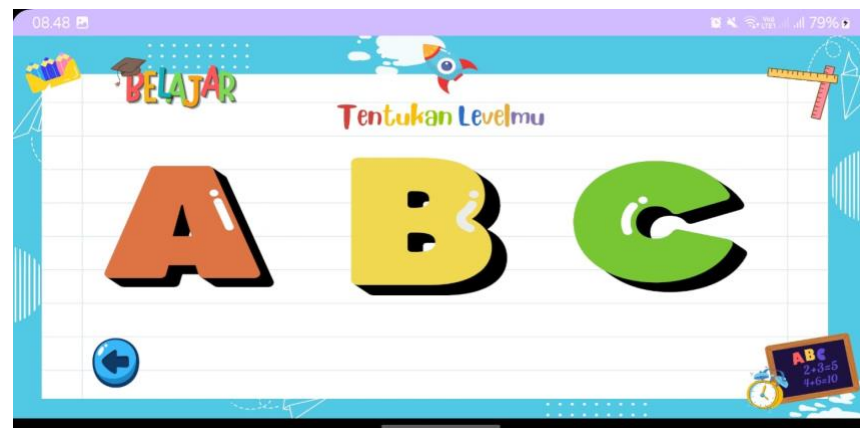 08.48
79%
BELAJAR
Tentukan Levelmu
A B C
ABC
2+3=5
4+6=10